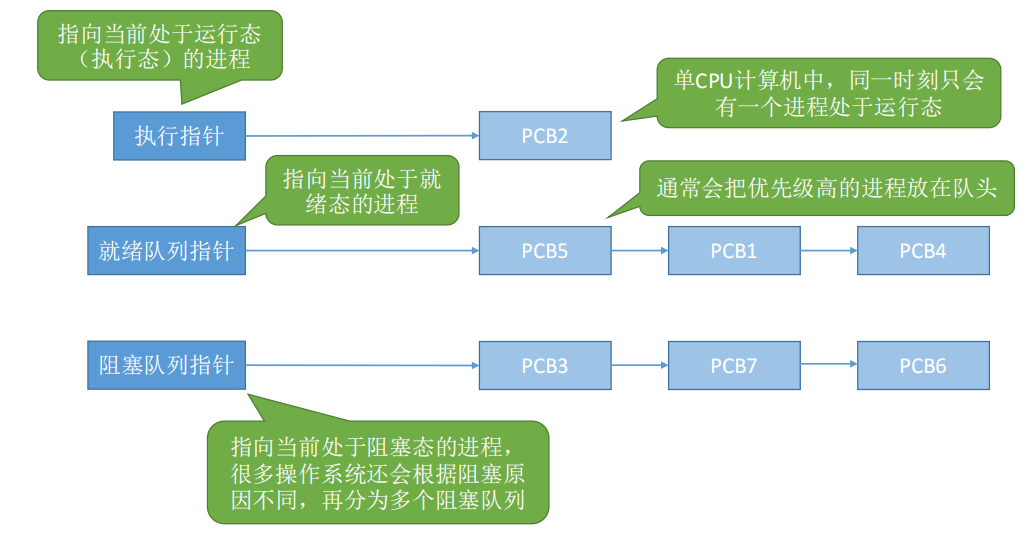 指向当前处于运行态
（执行态）的进程
单CPU计算机中，同一时刻只会
有一个进程处于运行态
执行指针
PCB2
指向当前处于就
绪态的进程
通常会把优先级高的进程放在队头
就绪队列指针
PCB5
PCB1
PCB4
阻塞队列指针
PCB3
PCB7
PCB6
指向当前处于阻塞态的进程，
很多操作系统还会根据阻塞原
因不同，再分为多个阻塞队列